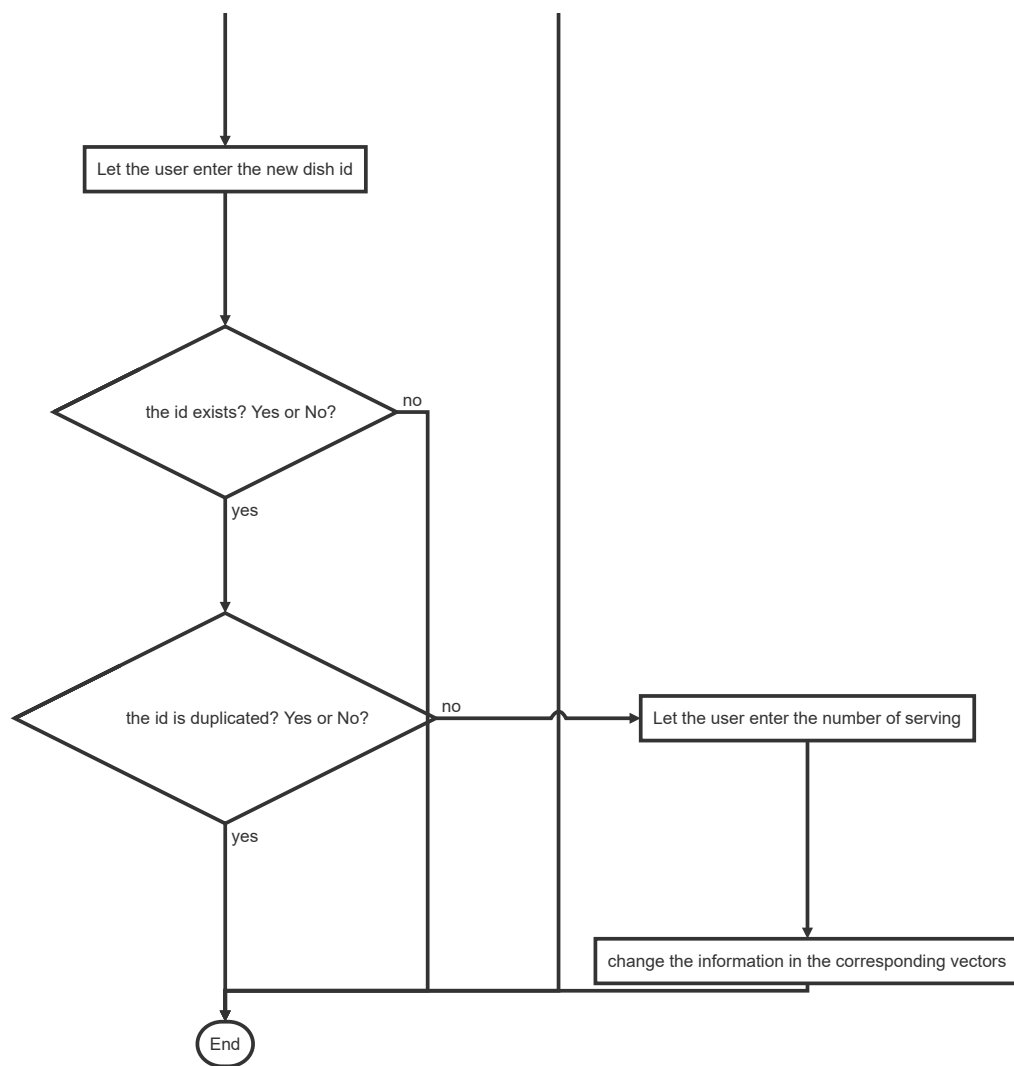 Let the user enter the new dish id
the id exists? Yes or No?
no
yes
the id is duplicated? Yes or No?
no
Let the user enter the number of serving
yes
change the information in the corresponding vectors
End